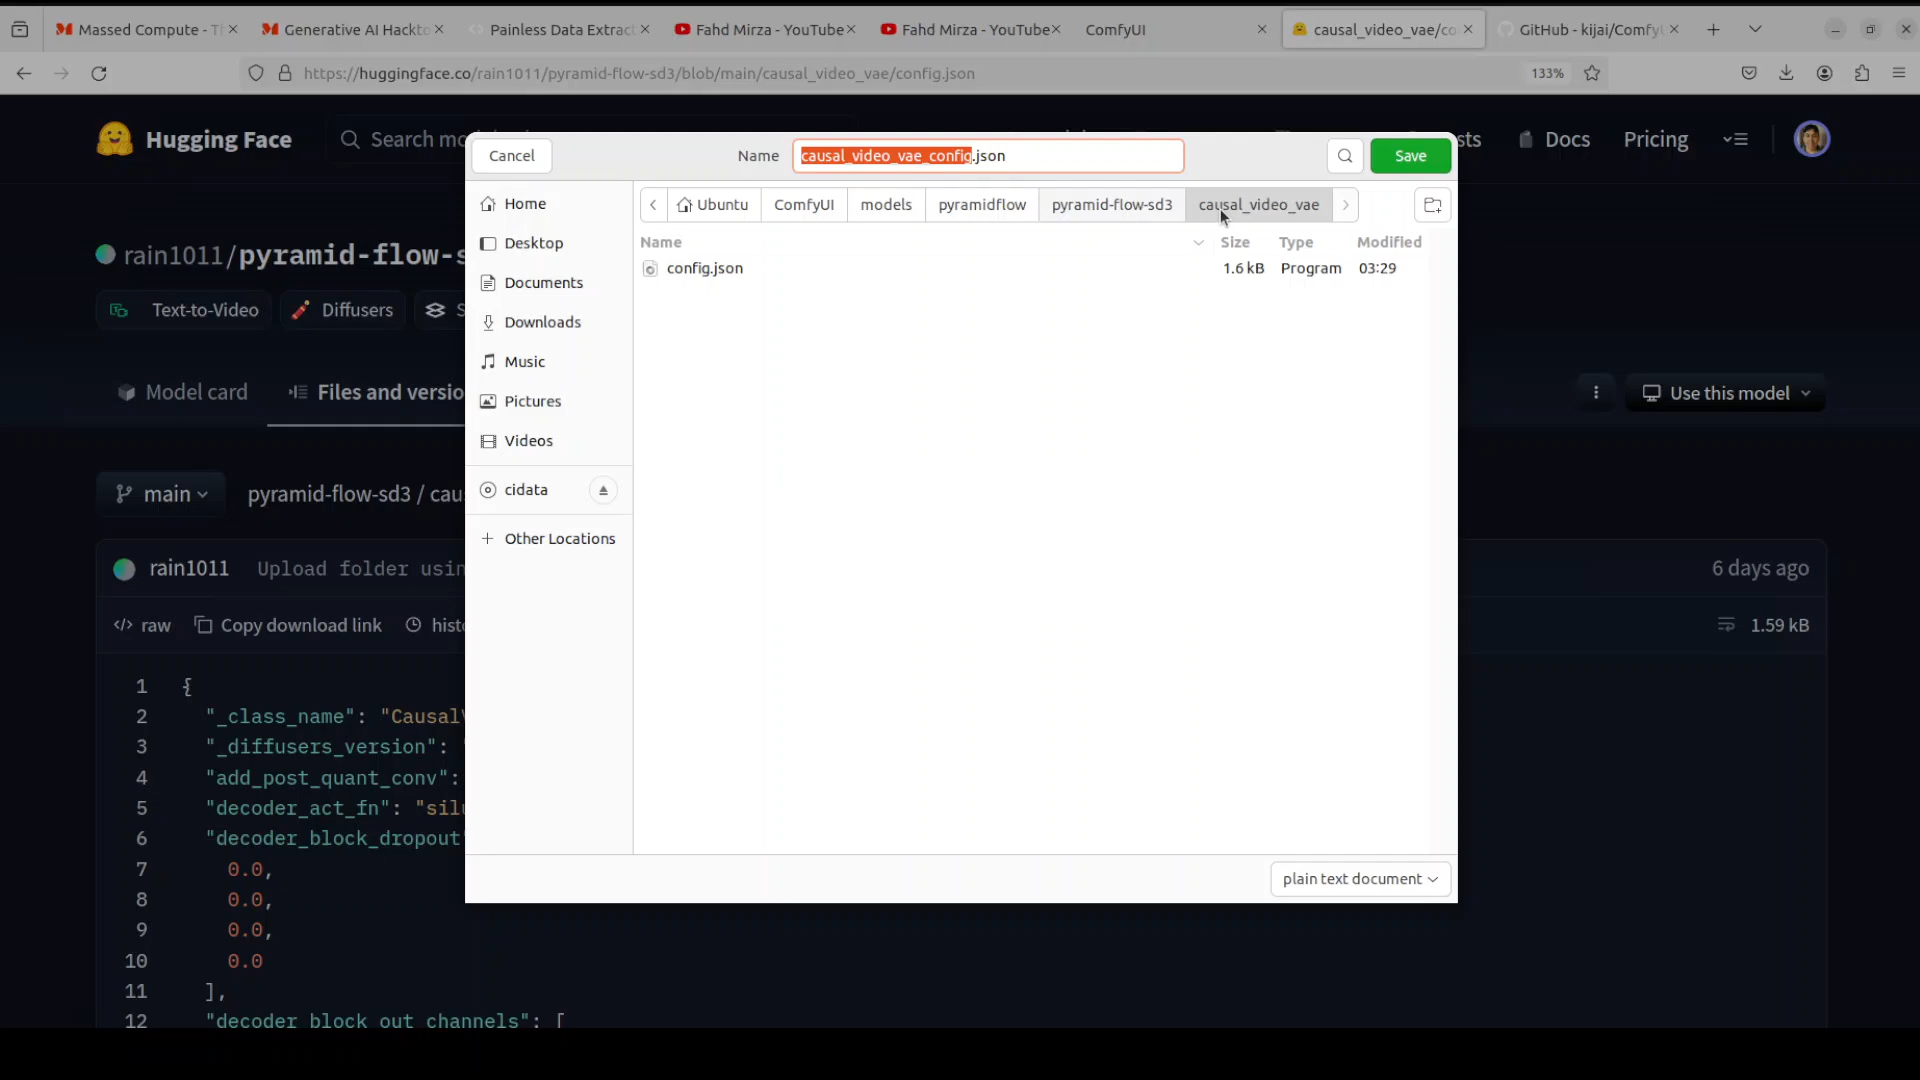 Massed Compute - T
Generative AI Hackto
Painless Data Extract
Fahd Mirza - YouTube
Fahd Mirza - YouTube
ComfyUI
causal_video_vae/co
GitHub - kijai/Comfy
https://huggingface.co/rain1011/pyramid-flow-sd3/blob/main/causal_video_vae/config.json
133%
Hugging Face
Search mo
Docs
Pricing
Cancel
Name
causal_video_vae_config.json
Save
Ubuntu
ComfyUI
models
pyramidflow
pyramid-flow-sd3
causal_video_vae
Home
Desktop
Documents
Downloads
Music
Pictures
Videos
cidata
Other Locations
Name
Size
Type
Modified
config.json
1.6 kB
Program
03:29
plain text document
rain1011/pyramid-flow-s
Text-to-Video
Diffusers
S
Model card
Files and versio
Use this model
main
pyramid-flow-sd3 / cau
rain1011
Upload folder usin
6 days ago
raw
Copy download link
histo
1.59 kB
1 {
2 "_class_name": "CausalV
3 "_diffusers_version": "
4 "add_post_quant_conv":
5 "decoder_act_fn": "silu
6 "decoder_block_dropout"
7 0.0,
8 0.0,
9 0.0,
10 0.0
11 ],
12 "decoder_block_out_channels": [